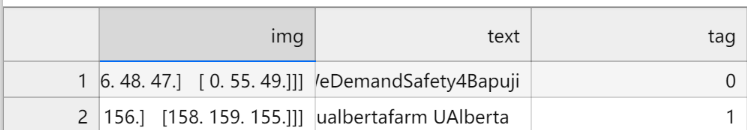 img text tag
1 6. 48. 47.] [ 0. 55. 49.]]] /eDemandSafety4Bapuji 0
2 156.] [158. 159. 155.]]] ualbertafarm UAlberta 1